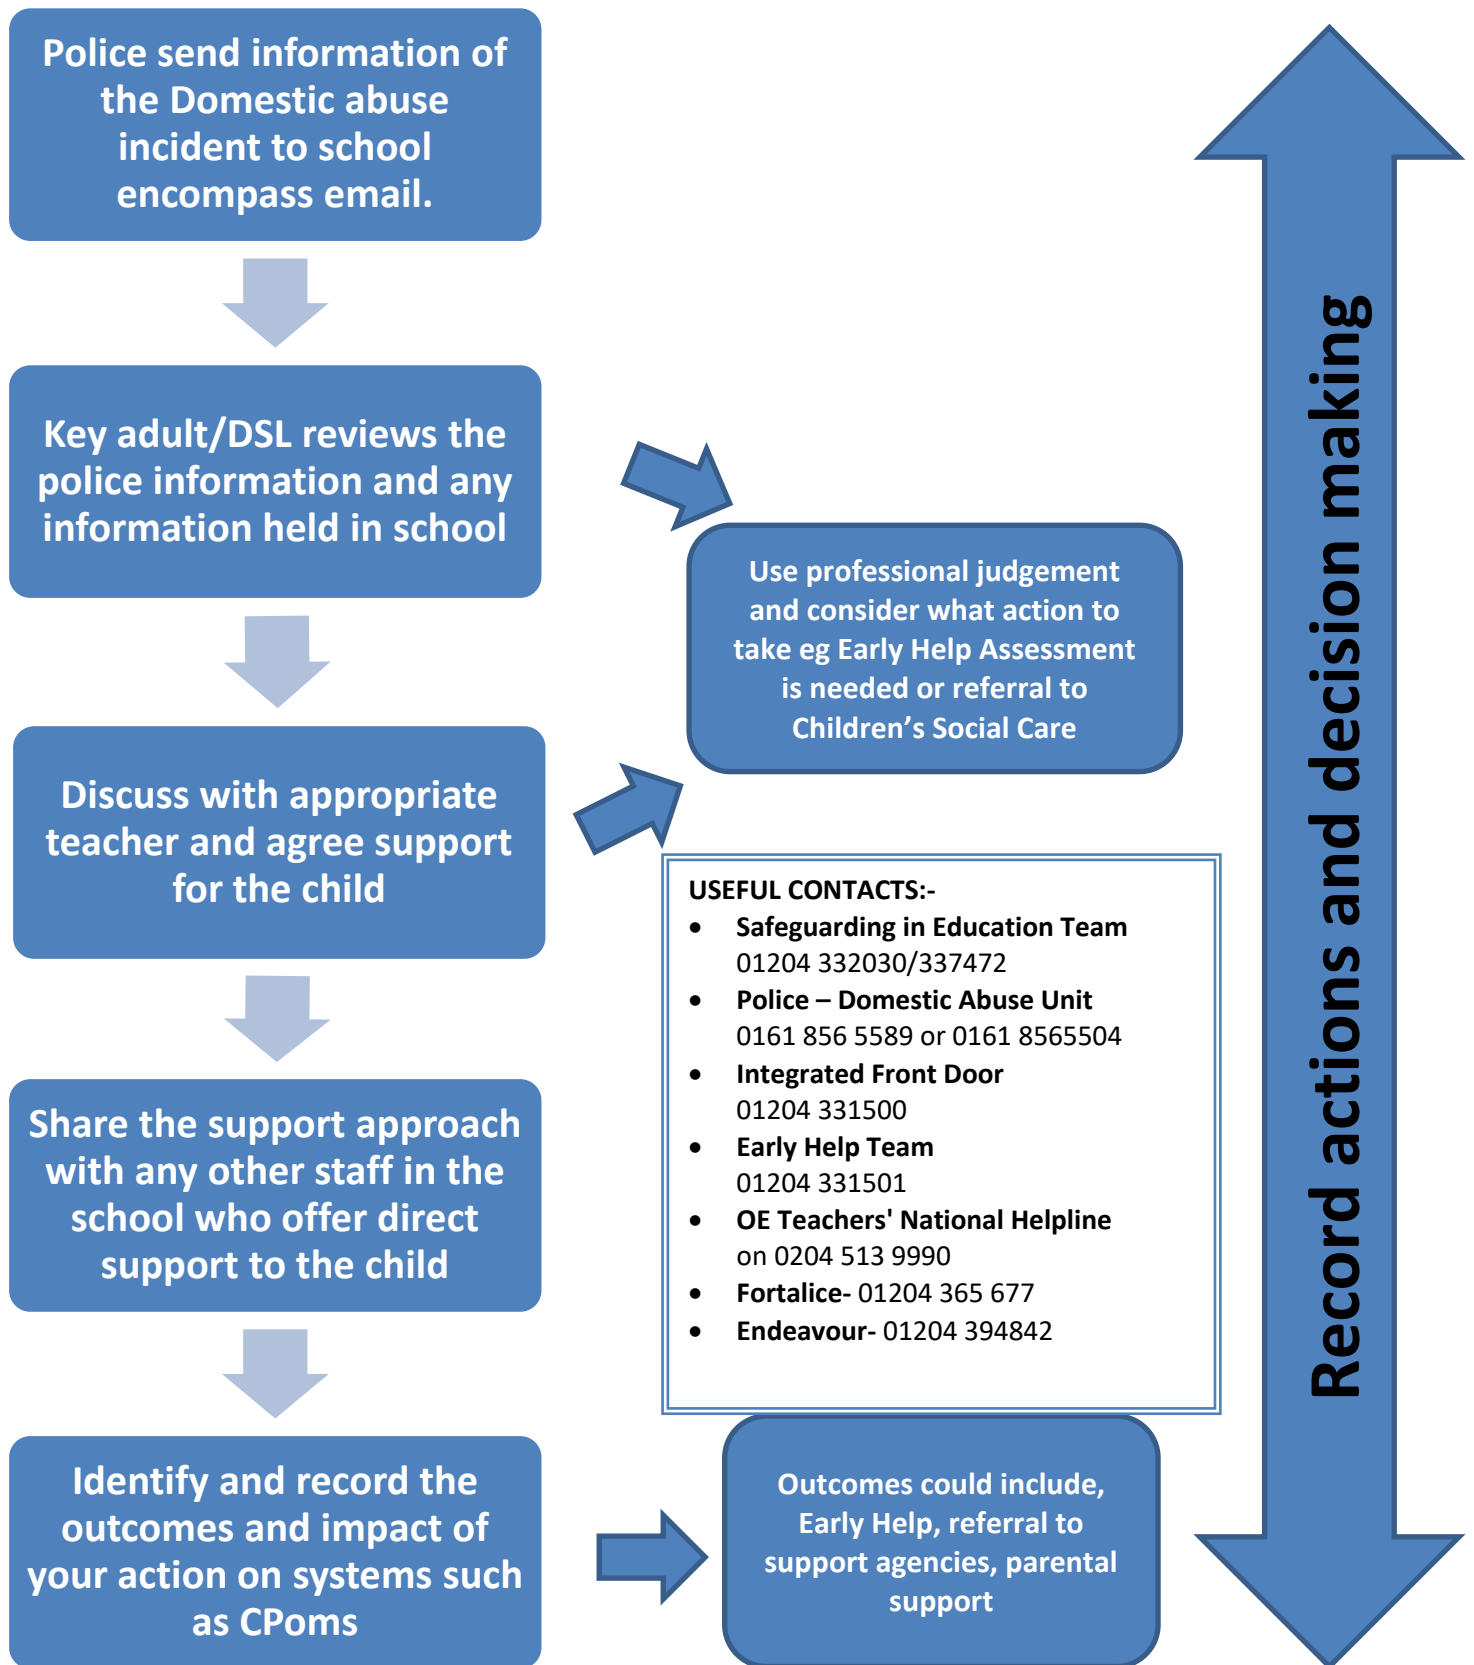 Police send information of
the Domestic abuse
incident to school
encompass email.
Key adult/DSL reviews the
police information and any
information held in school
Use professional judgement
and consider what action to
take eg Early Help Assessment
is needed or referral to
Children’s Social Care
Discuss with appropriate
teacher and agree support
for the child
USEFUL CONTACTS:-
• Safeguarding in Education Team
01204 332030/337472
• Police – Domestic Abuse Unit
0161 856 5589 or 0161 8565504
• Integrated Front Door
01204 331500
• Early Help Team
01204 331501
• OE Teachers' National Helpline
on 0204 513 9990
• Fortalice- 01204 365 677
• Endeavour- 01204 394842
Share the support approach
with any other staff in the
school who offer direct
support to the child
Identify and record the
outcomes and impact of
your action on systems such
as CPoms
Outcomes could include,
Early Help, referral to
support agencies, parental
support
Record actions and decision making